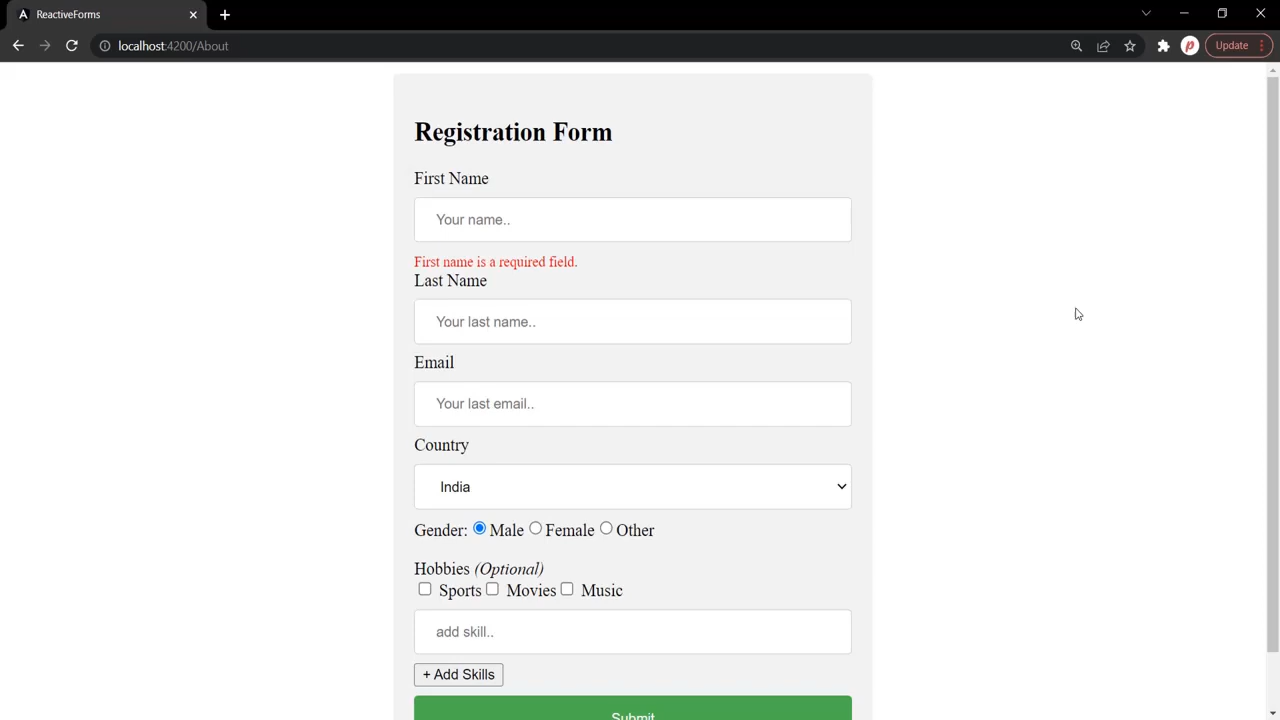 ReactiveForms
localhost:4200/About
Update
Registration Form
First Name
Your name..
First name is a required field.
Last Name
Your last name..
Email
Your last email..
Country
India
Gender: Male Female Other
Hobbies (Optional)
Sports Movies Music
add skill..
+ Add Skills
Submit